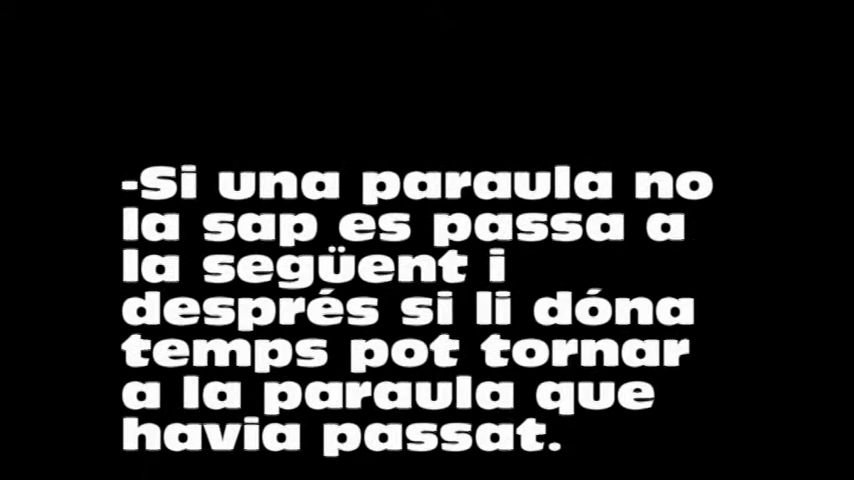 -Si una paraula no
la sap es passa a
la següent i
després si li dóna
temps pot tornar
a la paraula que
havia passat.